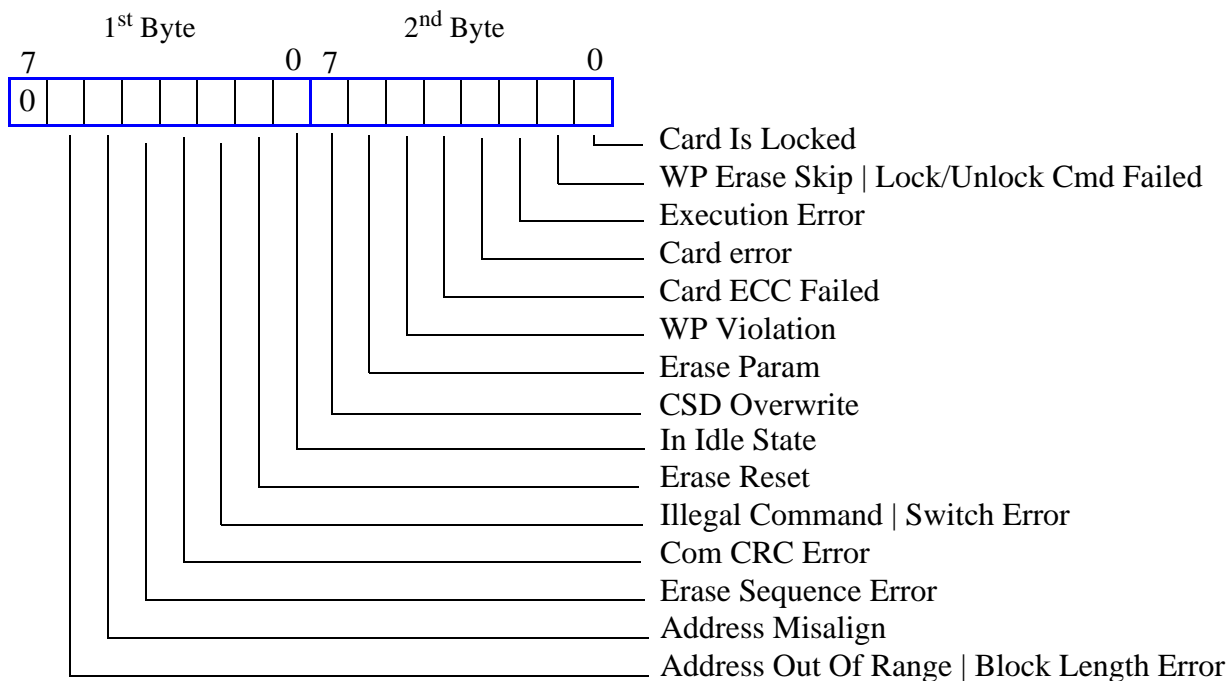 1st Byte 2nd Byte
7 0 7 0
0
Card Is Locked
WP Erase Skip | Lock/Unlock Cmd Failed
Execution Error
Card error
Card ECC Failed
WP Violation
Erase Param
CSD Overwrite
In Idle State
Erase Reset
Illegal Command | Switch Error
Com CRC Error
Erase Sequence Error
Address Misalign
Address Out Of Range | Block Length Error